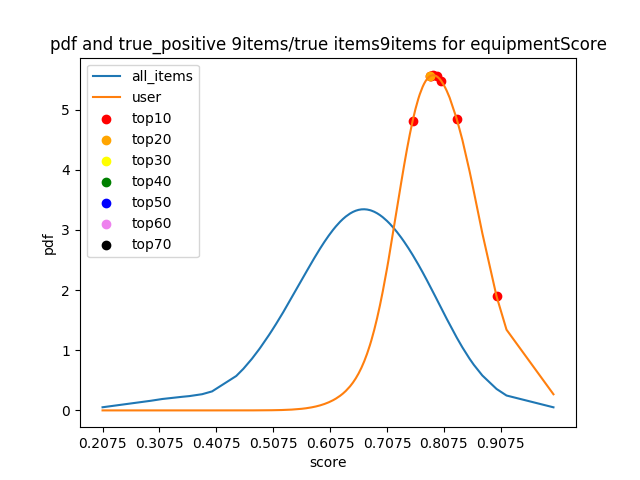 pdf and true_positive 9items/true items9items for equipmentScore
all_items
user
top10
top20
top30
top40
top50
top60
top70
pdf
5
4
3
2
1
0
0.2075 0.3075 0.4075 0.5075 0.6075 0.7075 0.8075 0.9075
score